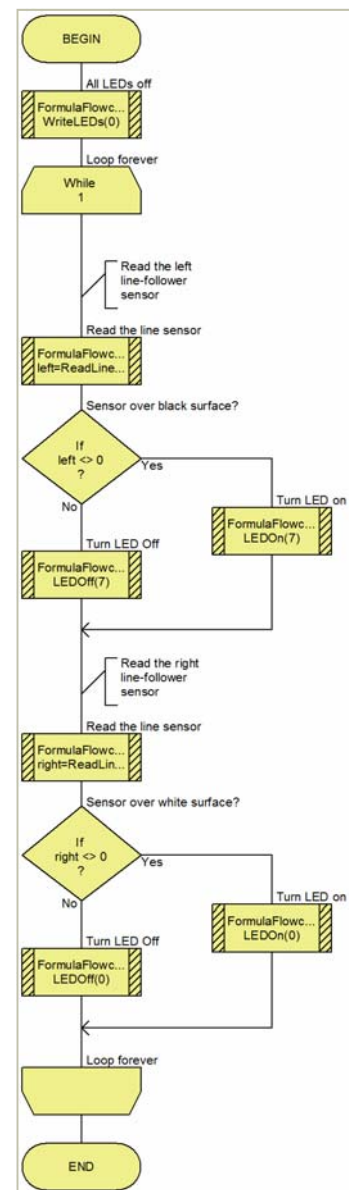 BEGIN
All LEDs off
FormulaFlowc...
WriteLEDs(0)
Loop forever
While
1
Read the left
line-follower
sensor
Read the line sensor
FormulaFlowc...
left=ReadLine...
Sensor over black surface?
If
left <> 0
?
Yes
No
Turn LED on
FormulaFlowc...
LEDOn(7)
Turn LED Off
FormulaFlowc...
LEDOff(7)
Read the right
line-follower
sensor
Read the line sensor
FormulaFlowc...
right=ReadLin...
Sensor over white surface?
If
right <> 0
?
Yes
No
Turn LED on
FormulaFlowc...
LEDOn(0)
Turn LED Off
FormulaFlowc...
LEDOff(0)
Loop forever
END